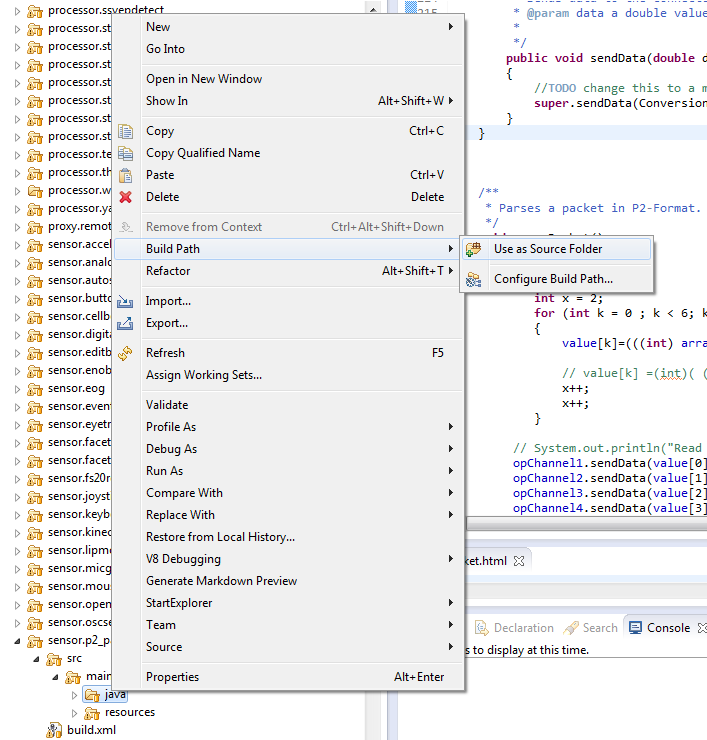 processor.ssvepdetect
processor.st
processor.st
processor.st
processor.st
processor.st
processor.st
processor.st
processor.te
processor.th
processor.w
processor.ya
proxy.remot
sensor.accel
sensor.analo
sensor.autos
sensor.butto
sensor.cellb
sensor.digita
sensor.editb
sensor.enob
sensor.eog
sensor.even
sensor.eyetr
sensor.facet
sensor.facet
sensor.fs20r
sensor.joyst
sensor.keyb
sensor.kinec
sensor.lipm
sensor.micg
sensor.mou
sensor.open
sensor.oscse
sensor.p2_p
src
main
java
resources
build.xml
New
Go Into
Open in New Window
Show In Alt+Shift+W
Copy Ctrl+C
Copy Qualified Name
Paste Ctrl+V
Delete Delete
Remove from Context Ctrl+Alt+Shift+Down
Build Path
Refactor Alt+Shift+T
Import...
Export...
Refresh F5
Assign Working Sets...
Validate
Profile As
Debug As
Run As
Compare With
Replace With
Restore from Local History...
V8 Debugging
Generate Markdown Preview
StartExplorer
Team
Source
Properties Alt+Enter
Use as Source Folder
Configure Build Path...
215
* @param data a double value
*
*/
public void sendData(double d
{
//TODO change this to a m
super.sendData(Conversion
}
}
/**
* Parses a packet in P2-Format.
*/
int x = 2;
for (int k = 0 ; k < 6; k
{
value[k]=(((int) arra
// value[k] =(int)( (
x++;
x++;
}
// System.out.println("Read
opChannel1.sendData(value[0]
opChannel2.sendData(value[1]
opChannel3.sendData(value[2]
opChannel4.sendData(value[3]
ket.html
Declaration Search Console
s to display at this time.